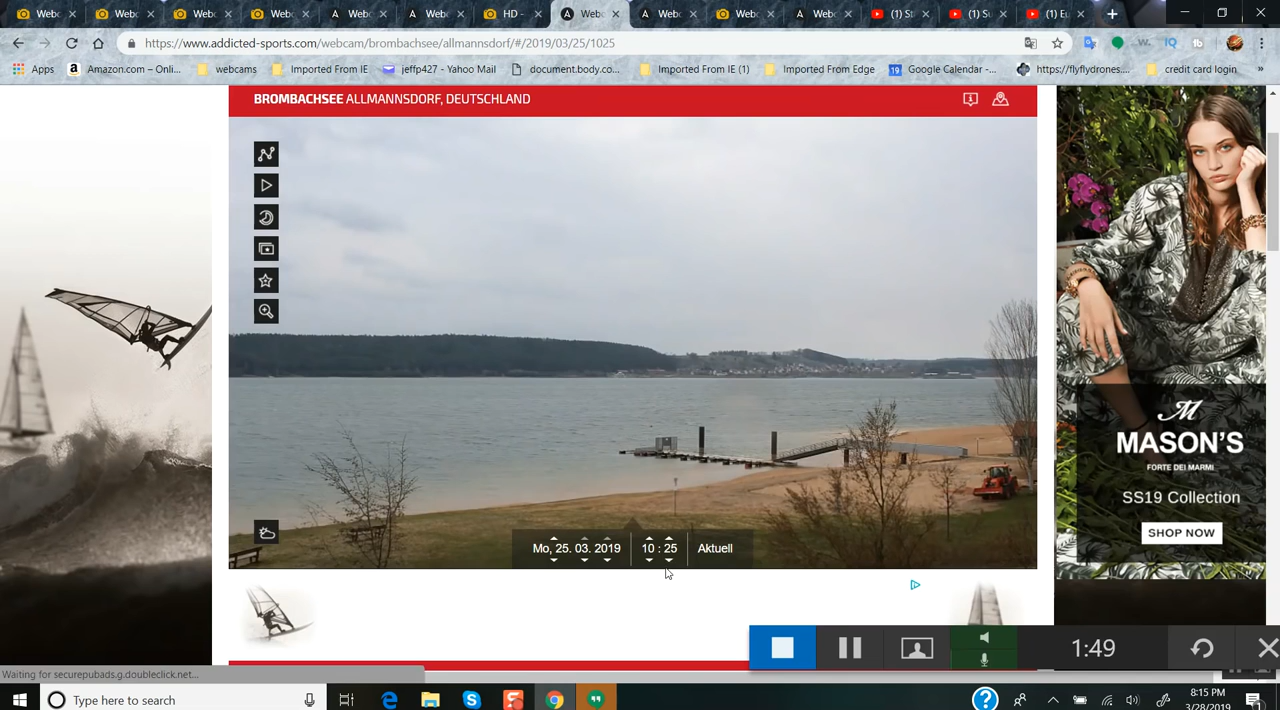 Webc
Webc
Webc
Webc
Webc
Webc
HD -
Webc
Webc
Webc
Webc
(1) St
(1) Su
(1) Eu
https://www.addicted-sports.com/webcam/brombachsee/allmannsdorf/#/2019/03/25/1025
Apps
Amazon.com – Onli...
webcams
Imported From IE
jeffp427 - Yahoo Mail
document.body.co...
Imported From IE (1)
Imported From Edge
Google Calendar -...
https://flyflydrones....
credit card login
»
BROMBACHSEE ALLMANNSDORF, DEUTSCHLAND
Mo, 25. 03. 2019
10 : 25
Aktuell
M
MASON'S
FORTE DEI MARMI
SS19 Collection
SHOP NOW
1:49
Waiting for securepubads.g.doubleclick.net...
Type here to search
8:15 PM
3/28/2019